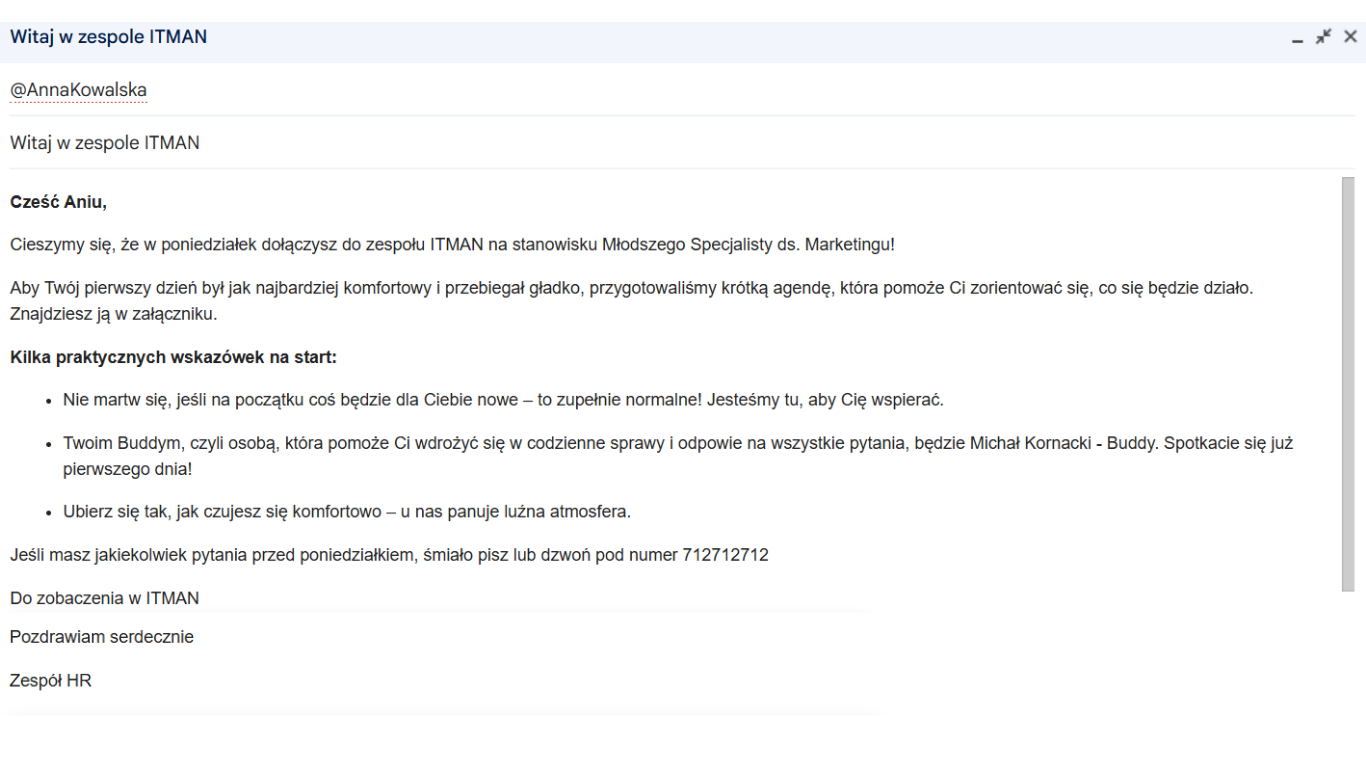 Witaj w zespole ITMAN
@AnnaKowalska
Witaj w zespole ITMAN
Cześć Aniu,
Cieszymy się, że w poniedziałek dołączysz do zespołu ITMAN na stanowisku Młodszego Specjalisty ds. Marketingu!
Aby Twój pierwszy dzień był jak najbardziej komfortowy i przebiegał gładko, przygotowaliśmy krótką agendę, która pomoże Ci zorientować się, co się będzie działo.
Znajdziesz ją w załączniku.
Kilka praktycznych wskazówek na start:
• Nie martw się, jeśli na początku coś będzie dla Ciebie nowe – to zupełnie normalne! Jesteśmy tu, aby Cię wspierać.
• Twoim Buddym, czyli osobą, która pomoże Ci wdrożyć się w codzienne sprawy i odpowie na wszystkie pytania, będzie Michał Kornacki - Buddy. Spotkacie się już
pierwszego dnia!
• Ubierz się tak, jak czujesz się komfortowo – u nas panuje luźna atmosfera.
Jeśli masz jakiekolwiek pytania przed poniedziałkiem, śmiało pisz lub dzwoń pod numer 712712712
Do zobaczenia w ITMAN
Pozdrawiam serdecznie
Zespół HR